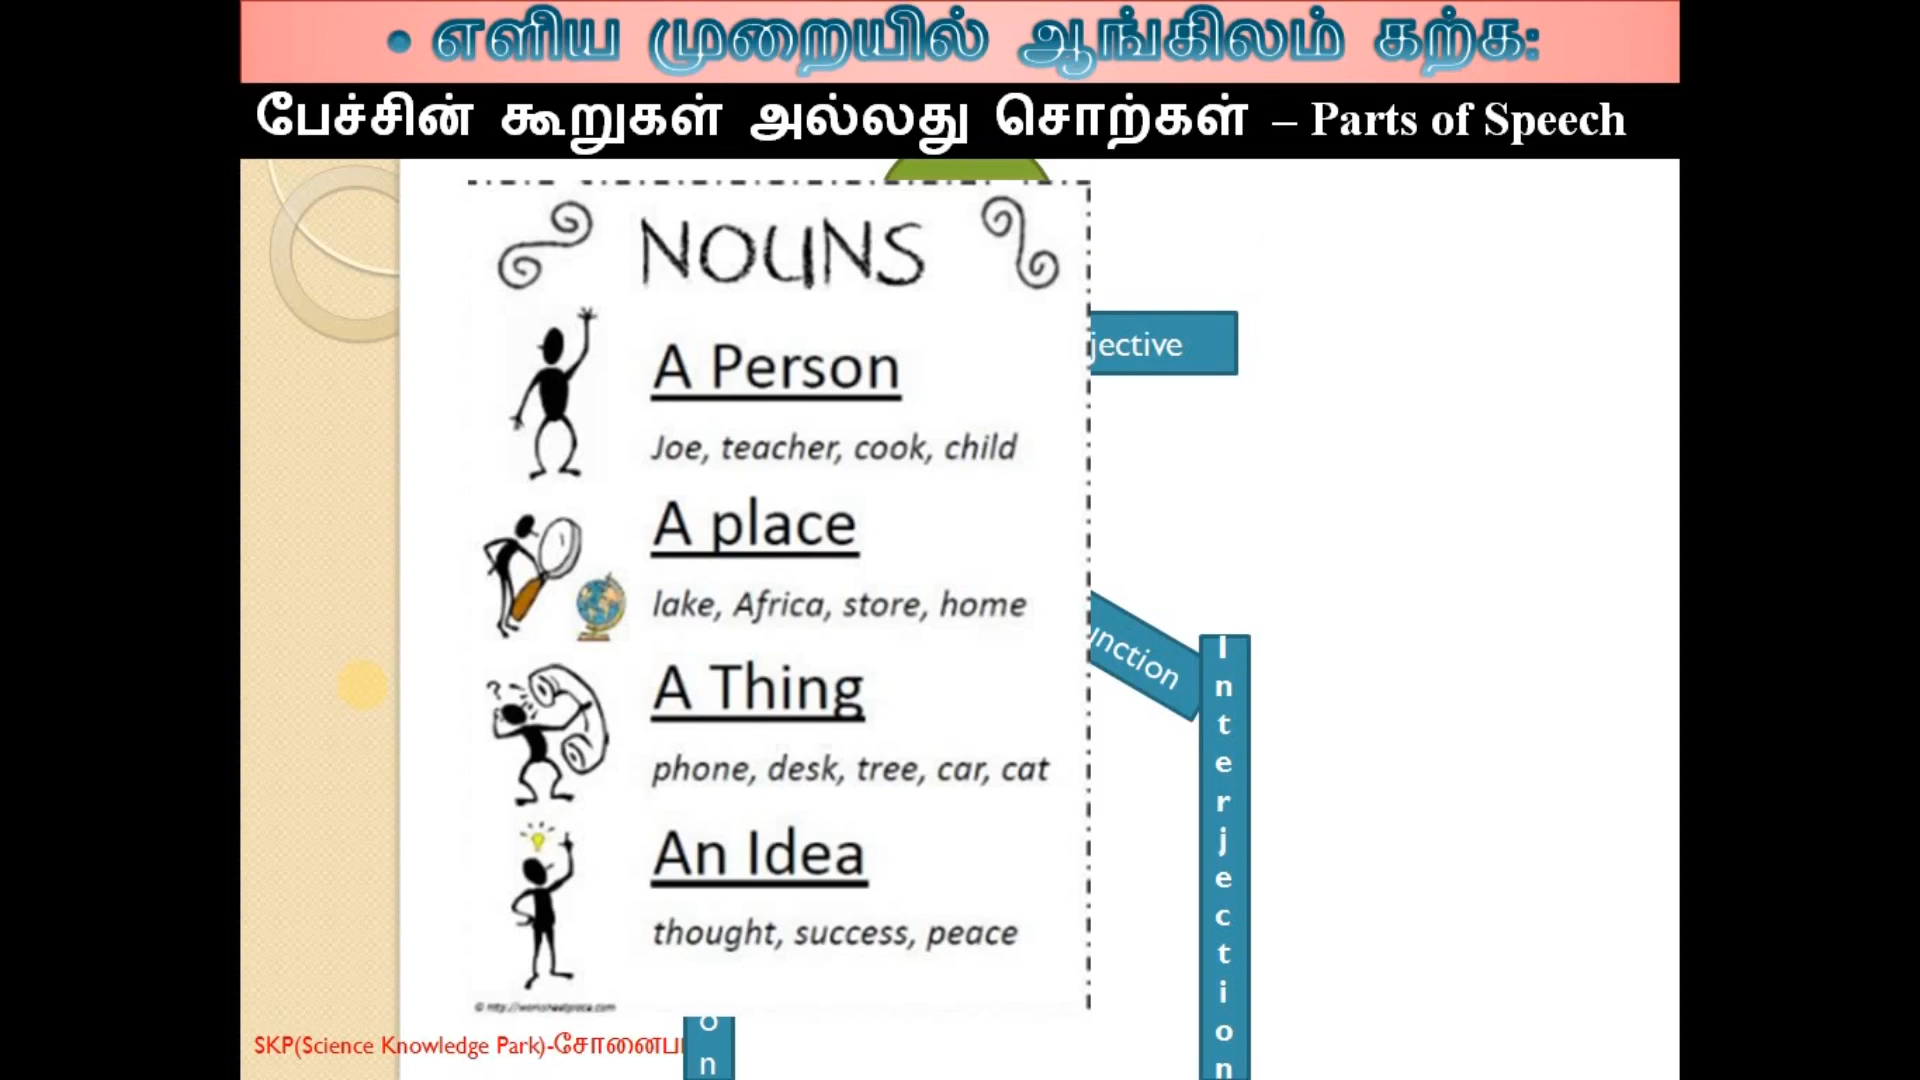 • எளிய முறையில் ஆங்கிலம் கற்க:
பேச்சின் கூறுகள் அல்லது சொற்கள் – Parts of Speech
NOUNS
A Person
Joe, teacher, cook, child
A place
lake, Africa, store, home
A Thing
phone, desk, tree, car, cat
An Idea
thought, success, peace
jective
unction
Interjection
on
SKP(Science Knowledge Park)-சோனைப